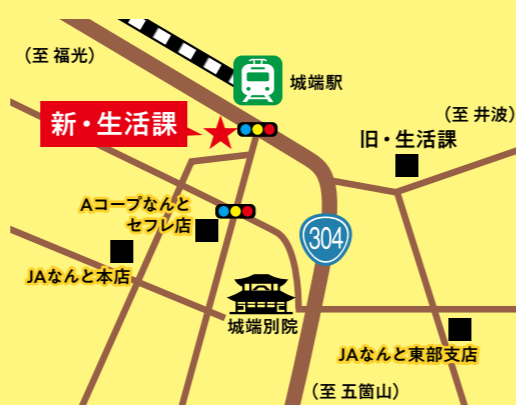 （至 福光）
城端駅
（至 井波）
新・生活課
旧・生活課
Aコープなんと
セフレ店
304
JAなんと本店
城端別院
JAなんと東部支店
（至 五箇山）